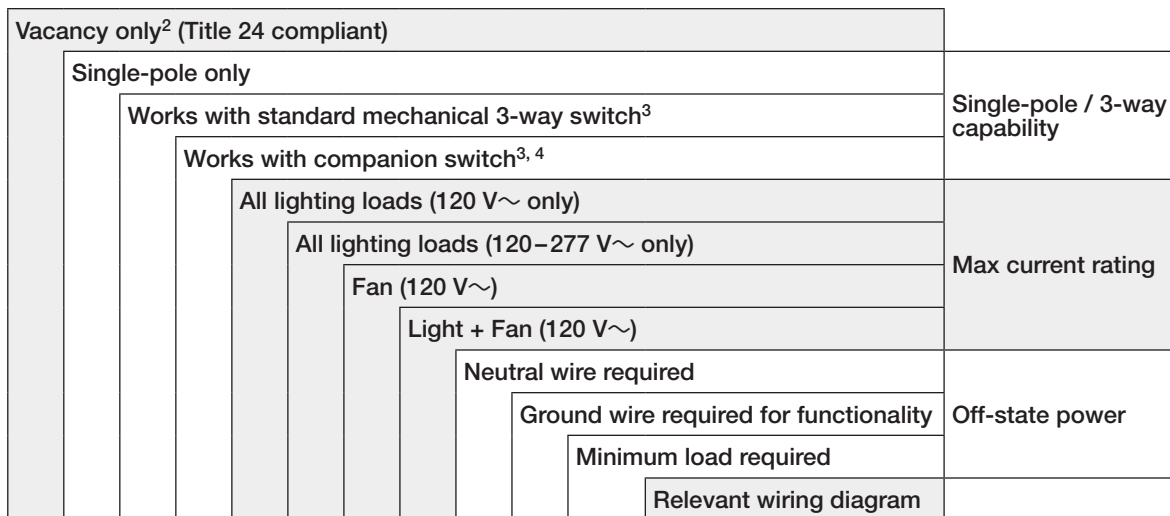 Vacancy only² (Title 24 compliant)
Single-pole only
Works with standard mechanical 3-way switch³
Works with companion switch³, ⁴
Single-pole / 3-way
capability
All lighting loads (120 V~ only)
All lighting loads (120–277 V~ only)
Fan (120 V~)
Light + Fan (120 V~)
Max current rating
Neutral wire required
Ground wire required for functionality
Minimum load required
Off-state power
Relevant wiring diagram